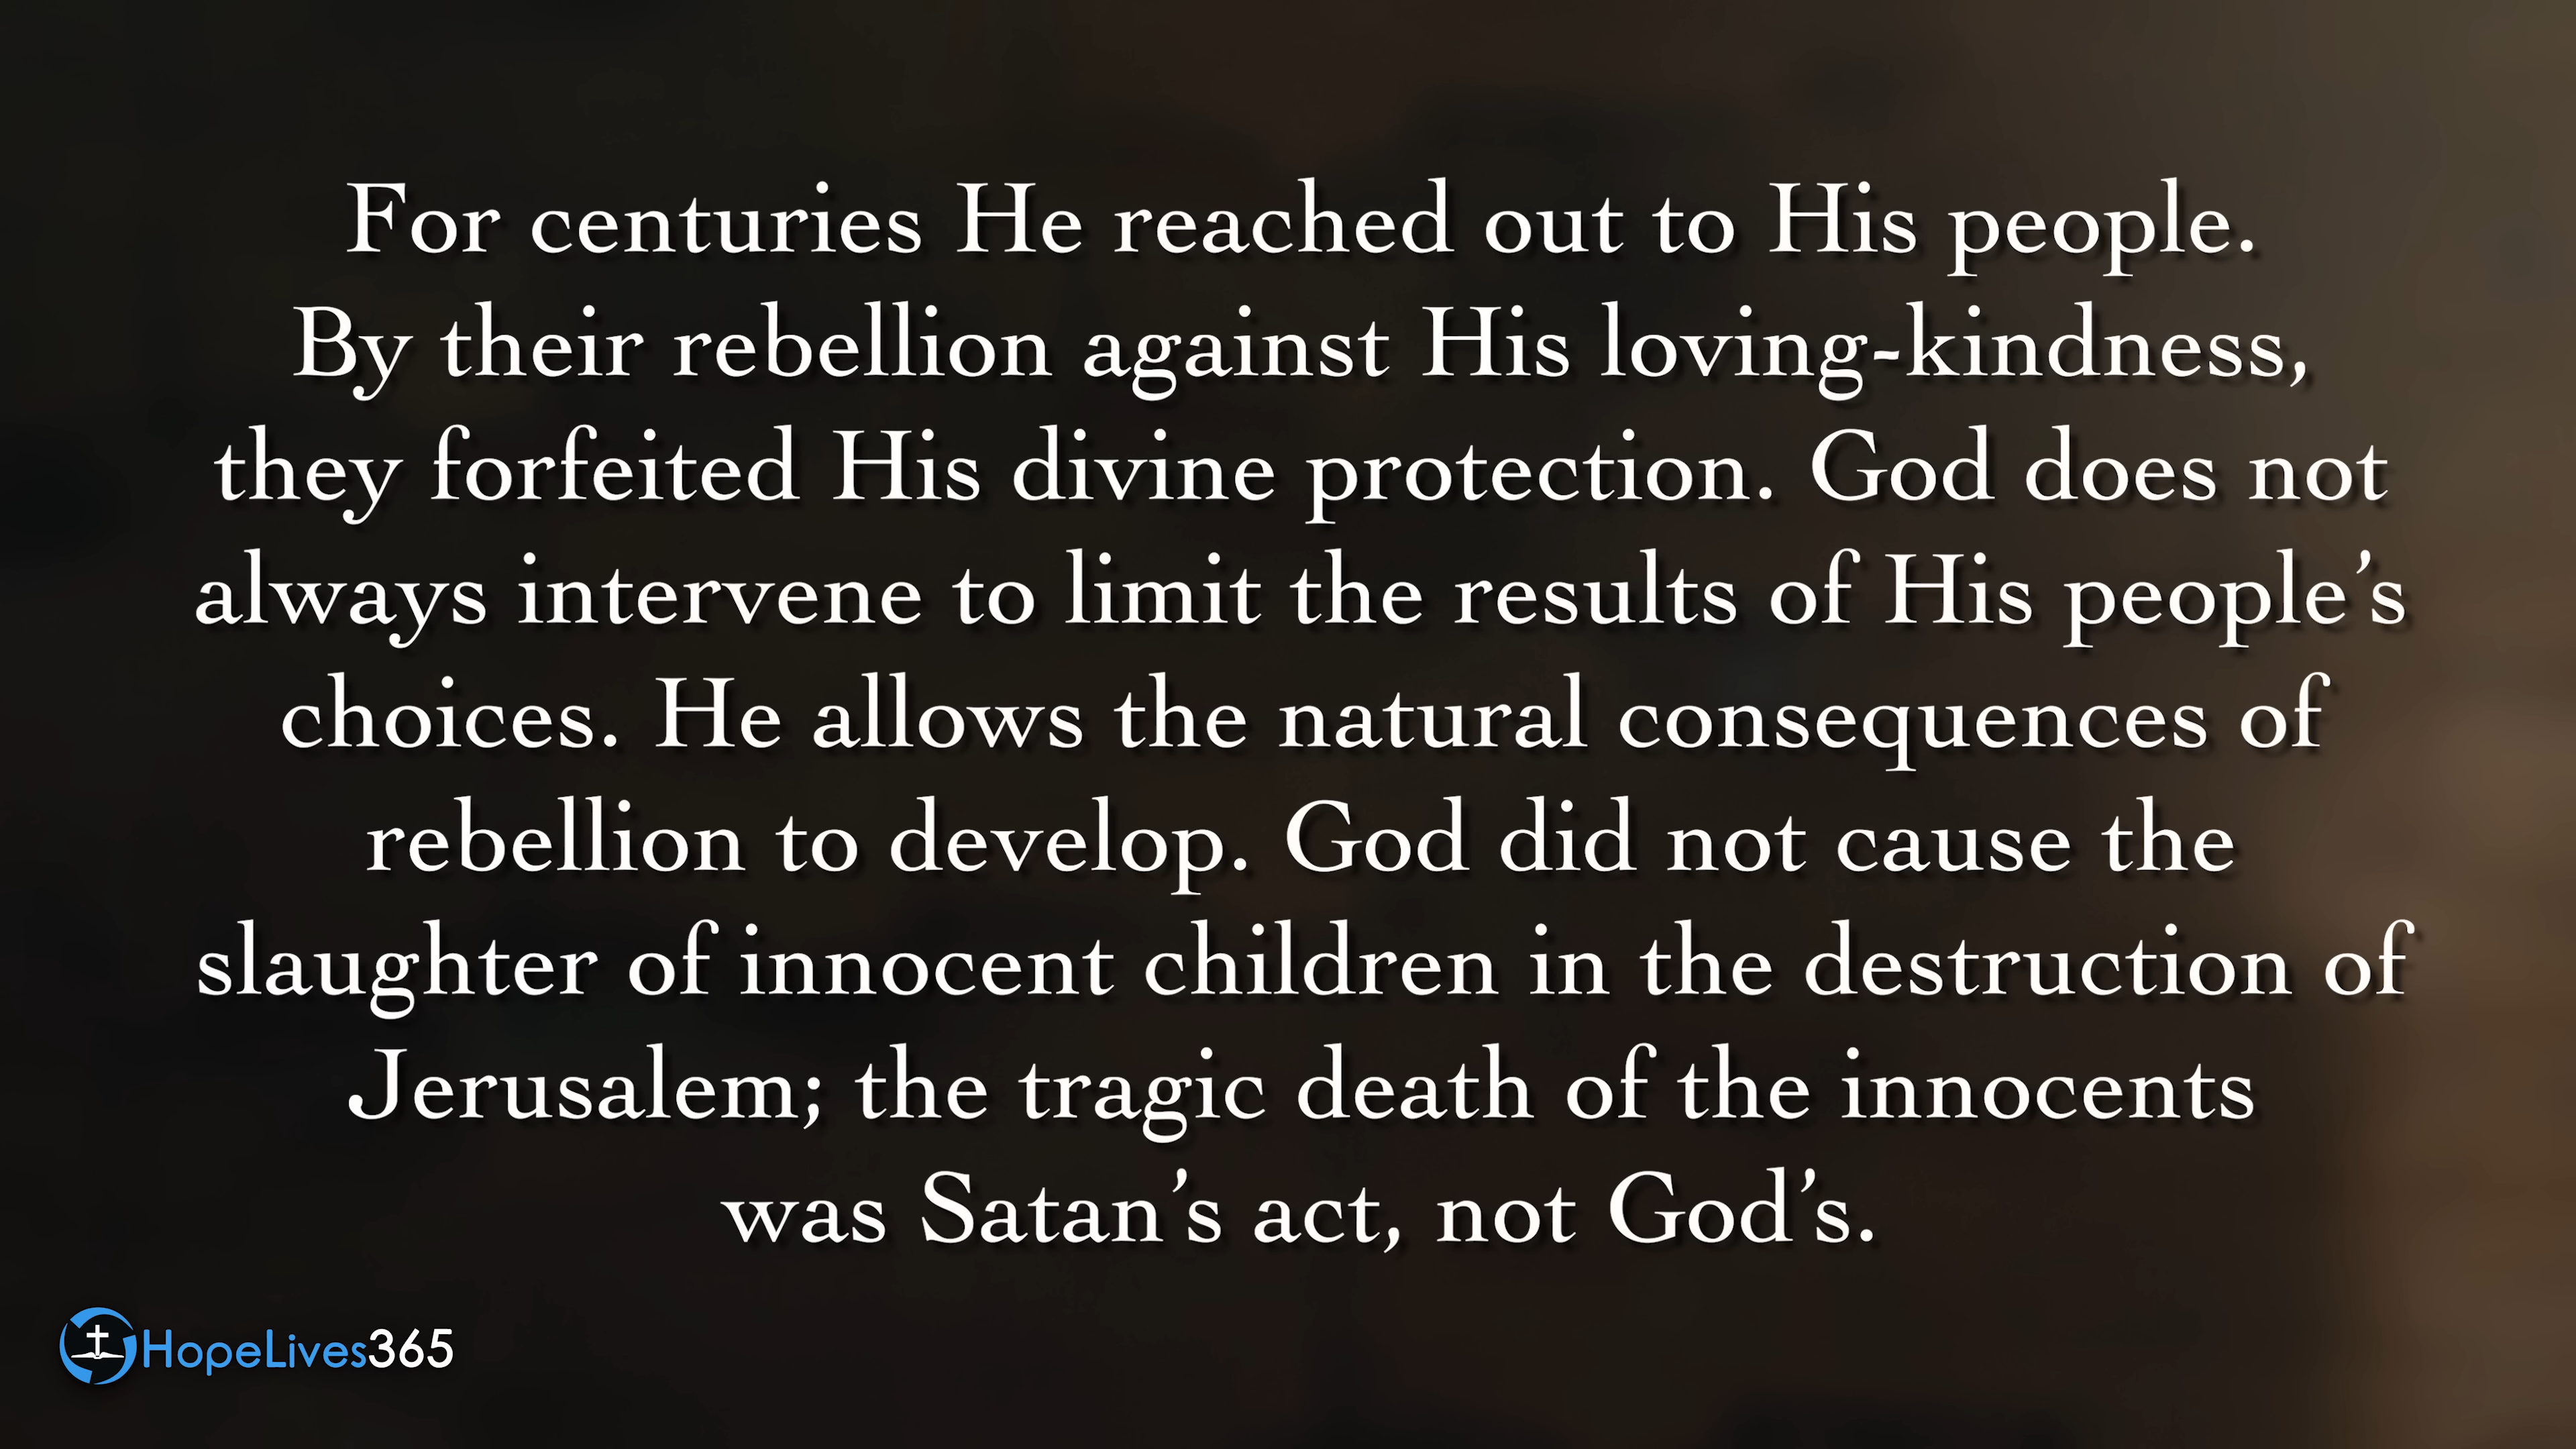 For centuries He reached out to His people.
By their rebellion against His loving-kindness,
they forfeited His divine protection. God does not
always intervene to limit the results of His people’s
choices. He allows the natural consequences of
rebellion to develop. God did not cause the
slaughter of innocent children in the destruction of
Jerusalem; the tragic death of the innocents
was Satan’s act, not God’s.
HopeLives365